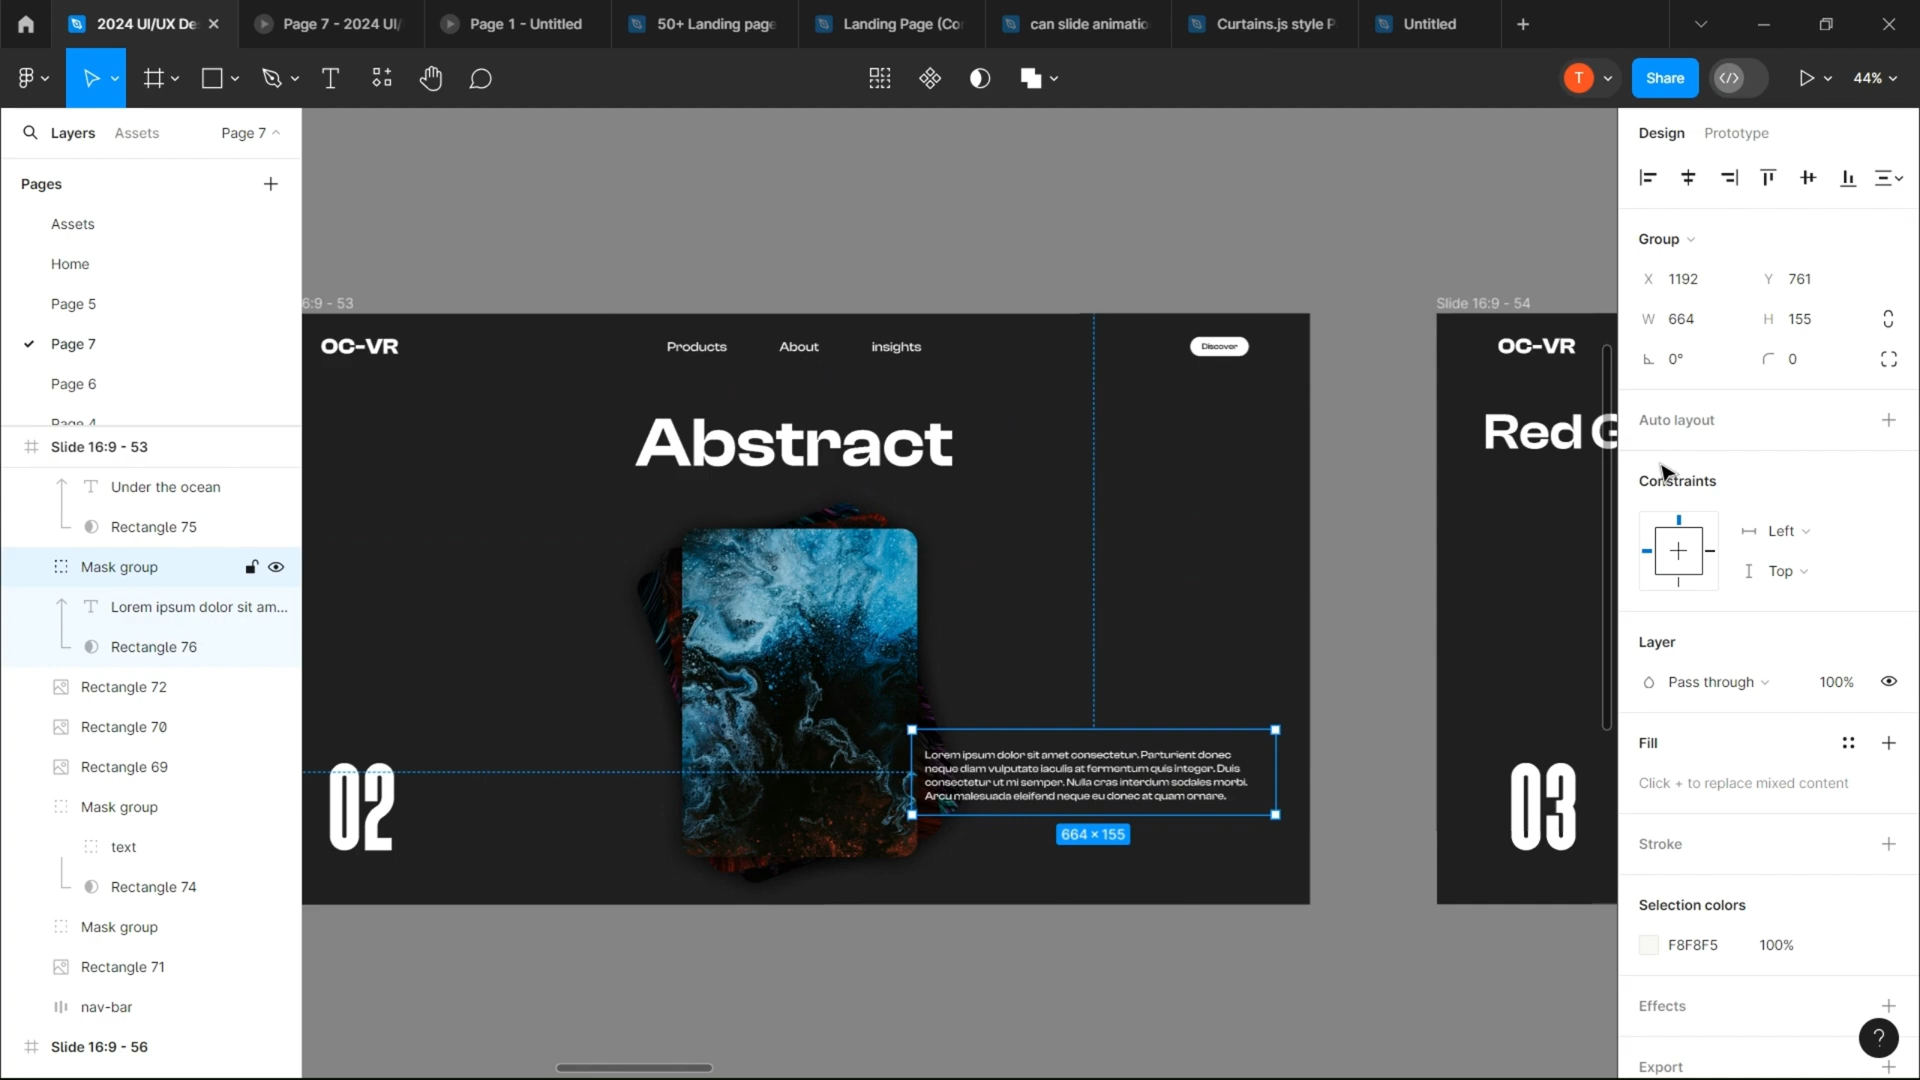 2024 UI/UX De
Page 7 - 2024 UI/
Page 1 - Untitled
50+ Landing page
Landing Page (Co
can slide animatio
Curtains.js style P
Untitled
T
Share
44%
Layers
Assets
Page 7
Pages
Assets
Home
Page 5
Page 7
Page 6
Page 4
Slide 16:9 - 53
Under the ocean
Rectangle 75
Mask group
Lorem ipsum dolor sit am...
Rectangle 76
Rectangle 72
Rectangle 70
Rectangle 69
Mask group
text
Rectangle 74
Mask group
Rectangle 71
nav-bar
Slide 16:9 - 56
6:9 - 53
OC-VR
Products
About
insights
Discover
Abstract
Lorem ipsum dolor sit amet consectetur. Parturient donec
neque diam vulputate iaculis at fermentum quis integer. Duis
consectetur ut mi semper. Nulla cras interdum sodales morbi.
Arcu malesuada eleifend neque eu donec at quam ornare.
664 × 155
02
Slide 16:9 - 54
OC-VR
Red G
03
Design
Prototype
Group
X 1192
Y 761
W 664
H 155
0°
0
Auto layout
Constraints
Left
Top
Layer
Pass through
100%
Fill
Click + to replace mixed content
Stroke
Selection colors
F8F8F5
100%
Effects
?
Export